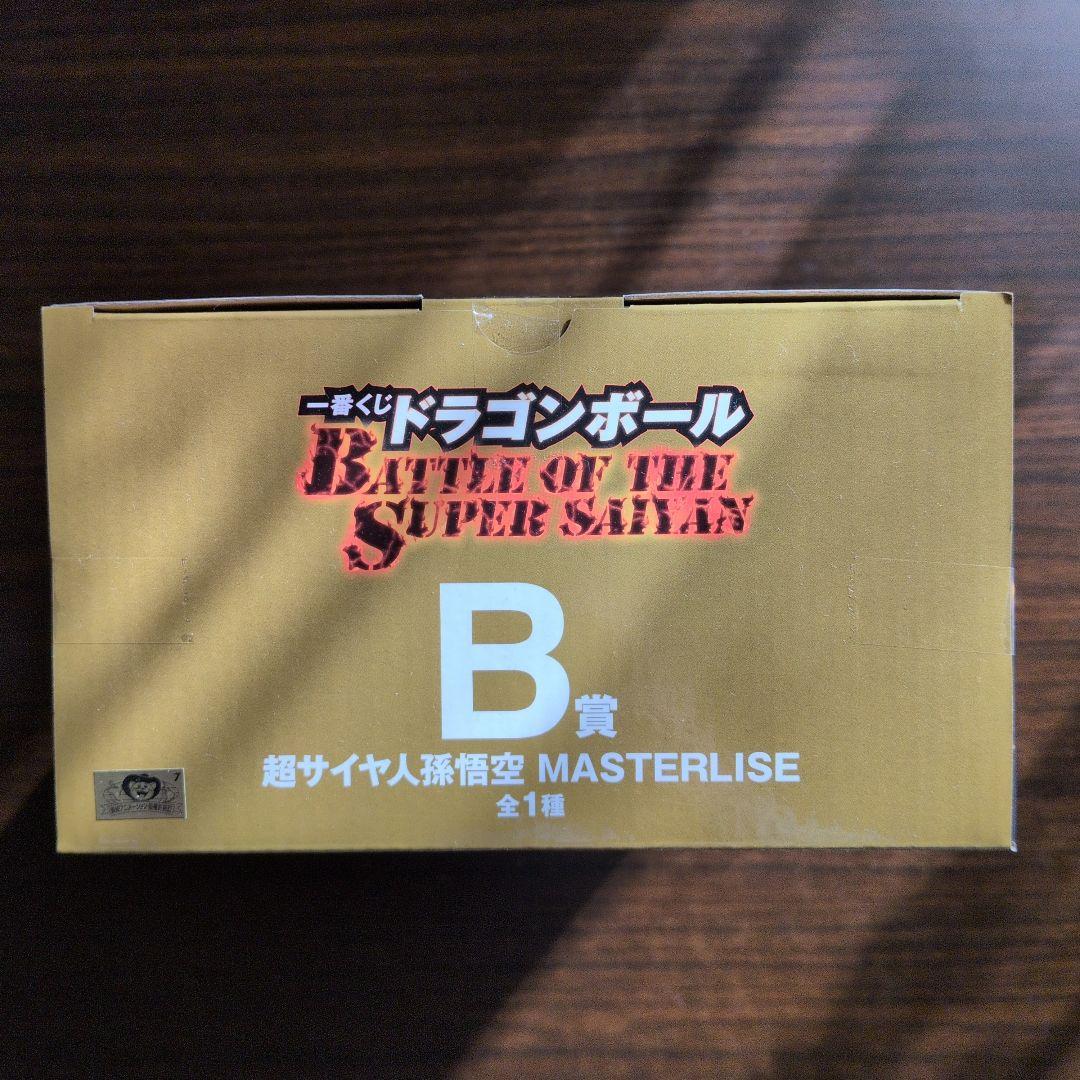 一番くじ ドラゴンボール
BATTLE OF THE
SUPER SAIYAN
B賞
超サイヤ人孫悟空 MASTERLISE
全1種
7